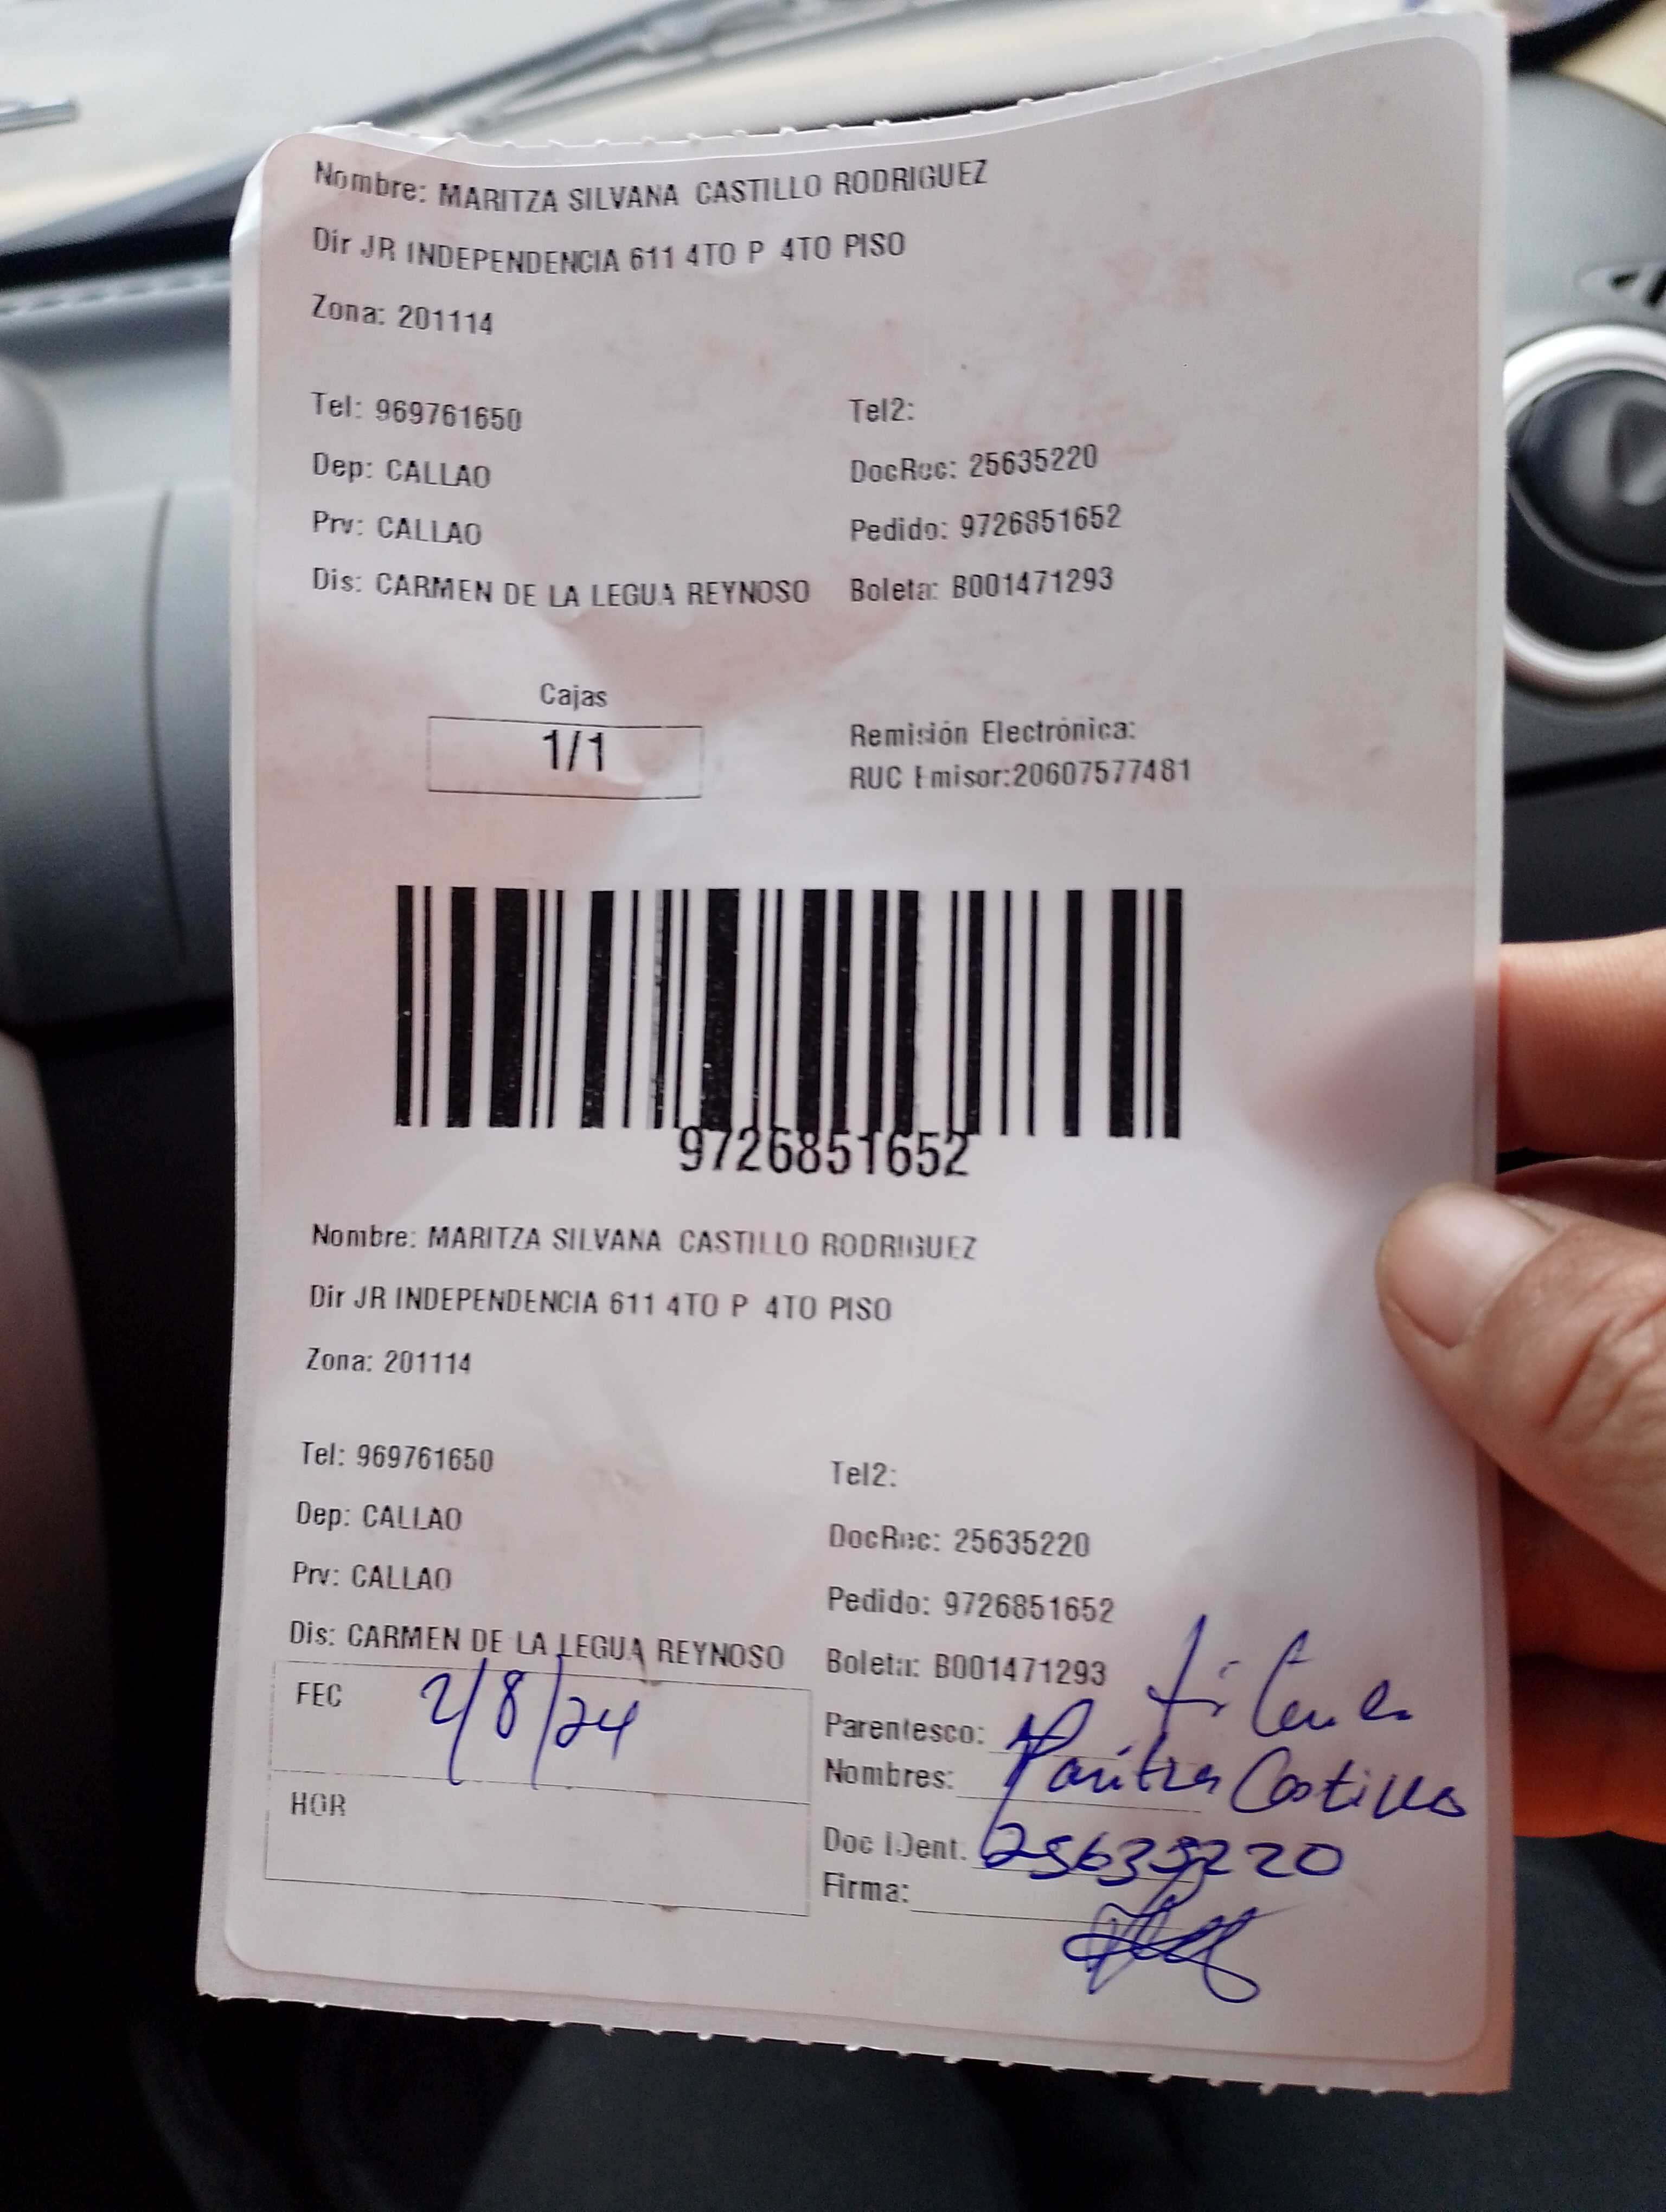 Nombre: MARITZA SILVANA CASTILLO RODRIGUEZ
Dir JR INDEPENDENCIA 611 4TO P 4TO PISO
Zona: 201114
Tel: 969761650 Tel2:
Dep: CALLAO DocRec: 25635220
Prv: CALLAO Pedido: 9726851652
Dis: CARMEN DE LA LEGUA REYNOSO Boleta: B001471293
Cajas
1/1
Remisión Electrónica:
RUC Emisor:20607577481
9726851652
Nombre: MARITZA SILVANA CASTILLO RODRIGUEZ
Dir JR INDEPENDENCIA 611 4TO P 4TO PISO
Zona: 201114
Tel: 969761650 Tel2:
Dep: CALLAO DocRec: 25635220
Prv: CALLAO Pedido: 9726851652
Dis: CARMEN DE LA LEGUA REYNOSO Boleta: B001471293
FEC 2/8/24
Parentesco:
Nombres: Maritza Castillo
HOR
Doc IDent. 25635220
Firma: